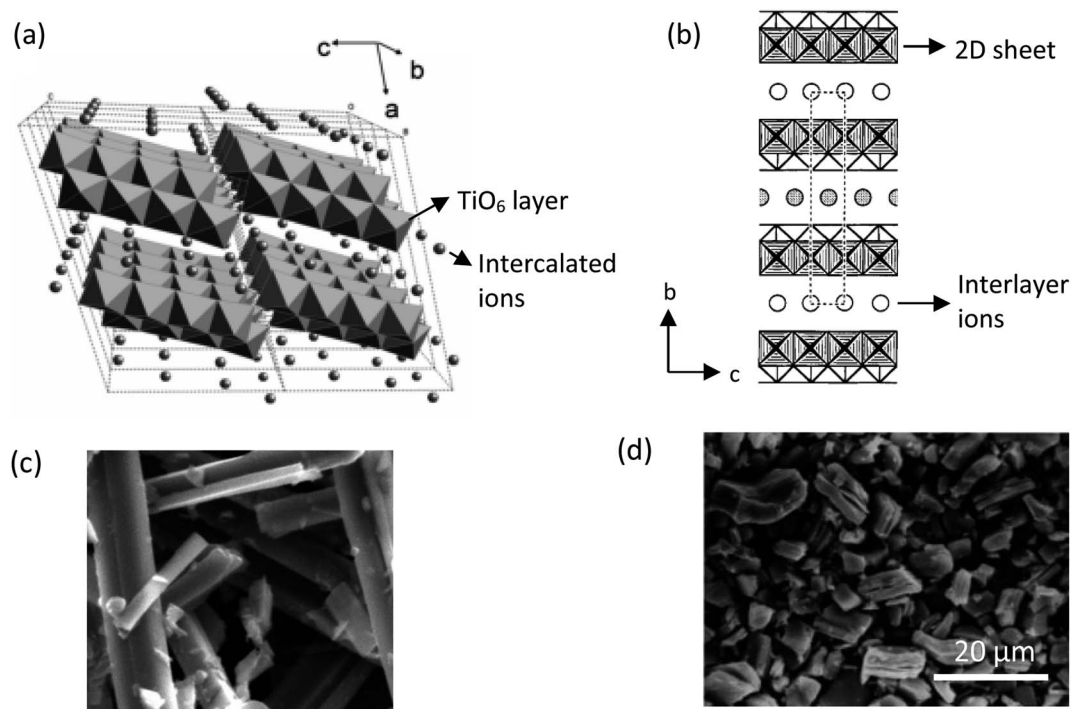 (a)
c
b
a
TiO₆ layer
Intercalated
ions
(b)
2D sheet
Interlayer
ions
b
c
(c)
(d)
20 µm